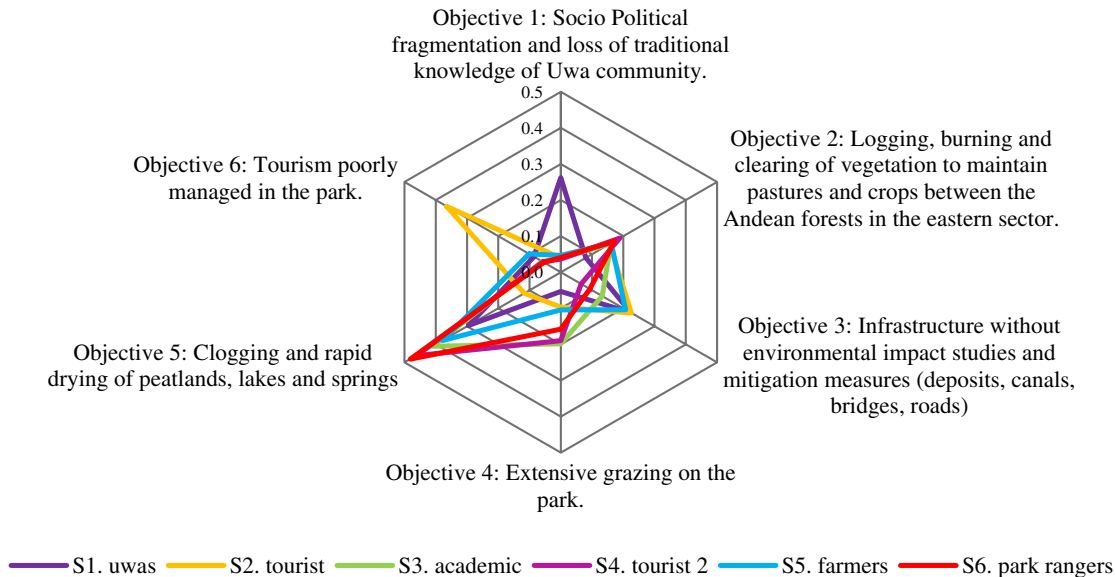 Objective 1: Socio Political
fragmentation and loss of traditional
knowledge of Uwa community.
0.5
0.4
0.3
0.2
0.1
0.0
Objective 2: Logging, burning and
clearing of vegetation to maintain
pastures and crops between the
Andean forests in the eastern sector.
Objective 3: Infrastructure without
environmental impact studies and
mitigation measures (deposits, canals,
bridges, roads)
Objective 4: Extensive grazing on the
park.
Objective 5: Clogging and rapid
drying of peatlands, lakes and springs
Objective 6: Tourism poorly
managed in the park.
S1. uwas S2. tourist S3. academic S4. tourist 2 S5. farmers S6. park rangers